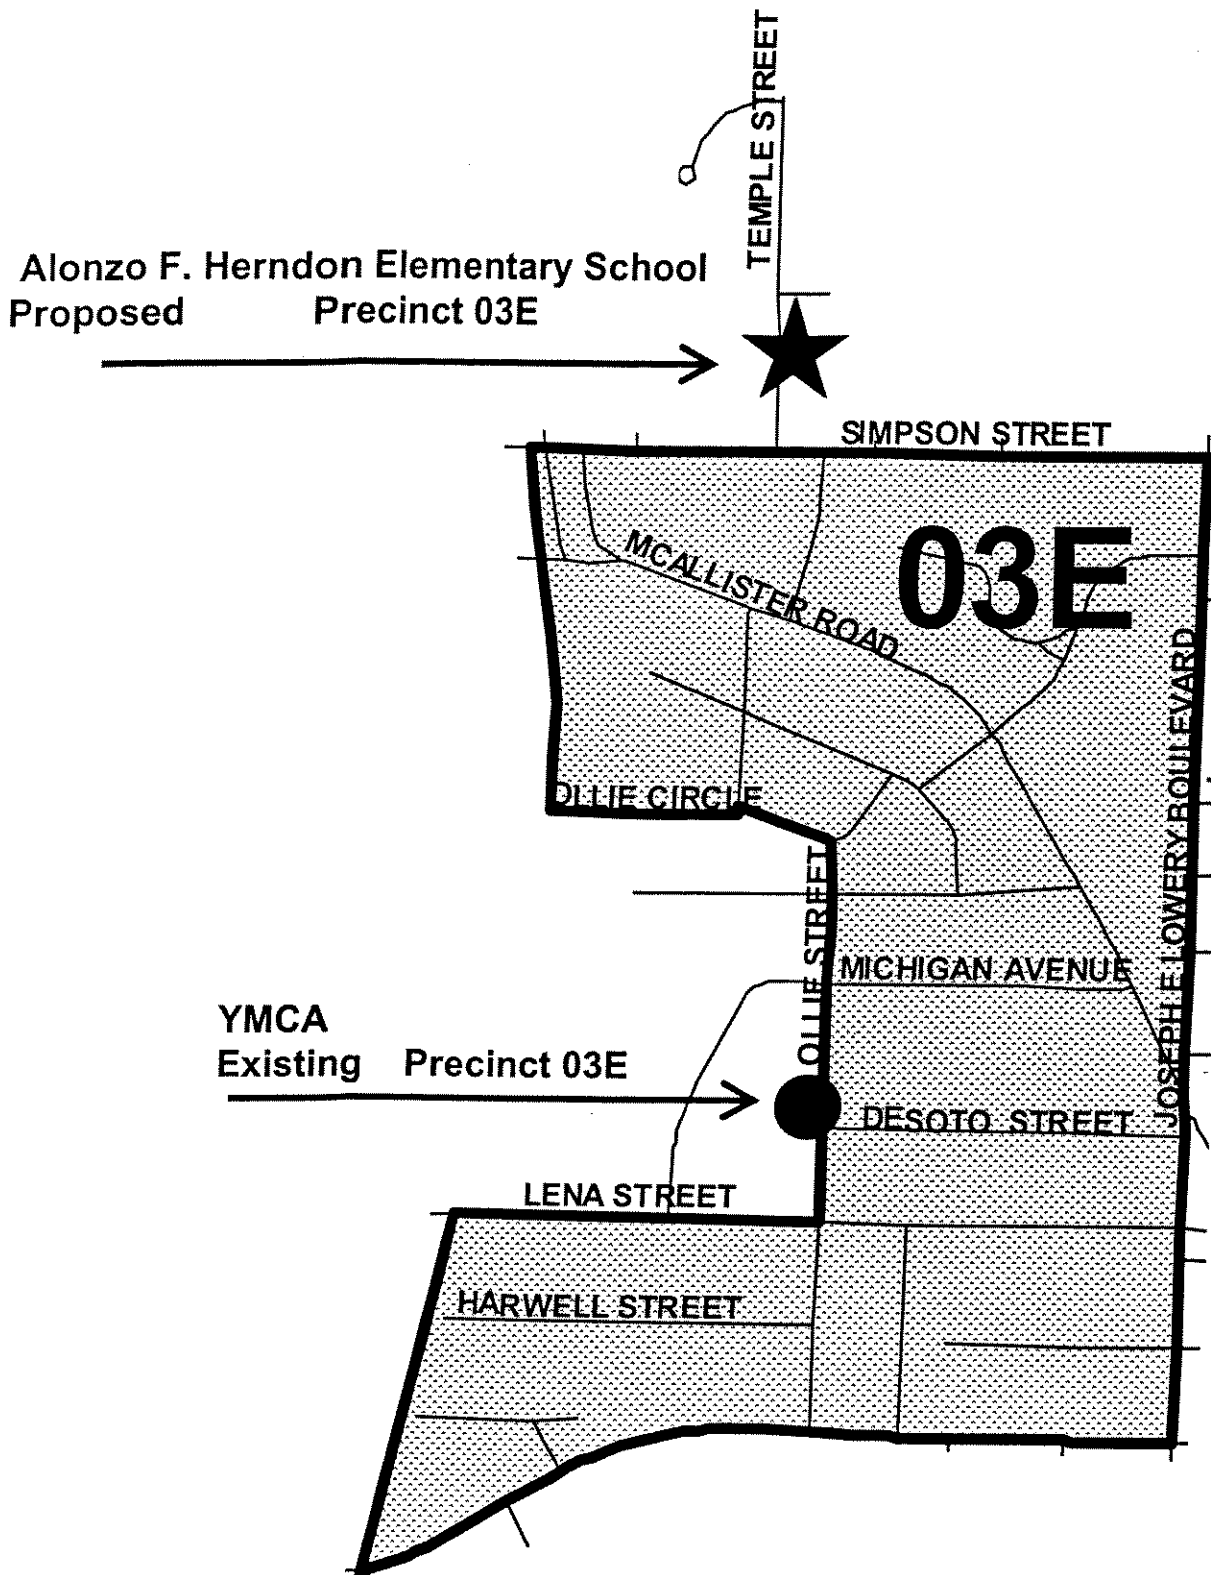 TEMPLE STREET
Alonzo F. Herndon Elementary School
Proposed Precinct 03E
SIMPSON STREET
03E
MCALLISTER ROAD
JOSEPH E LOWERY BOULEVARD
OLLIE CIRCLE
OLLIE STREET
MICHIGAN AVENUE
YMCA
Existing Precinct 03E
DESOTO STREET
LENA STREET
HARWELL STREET